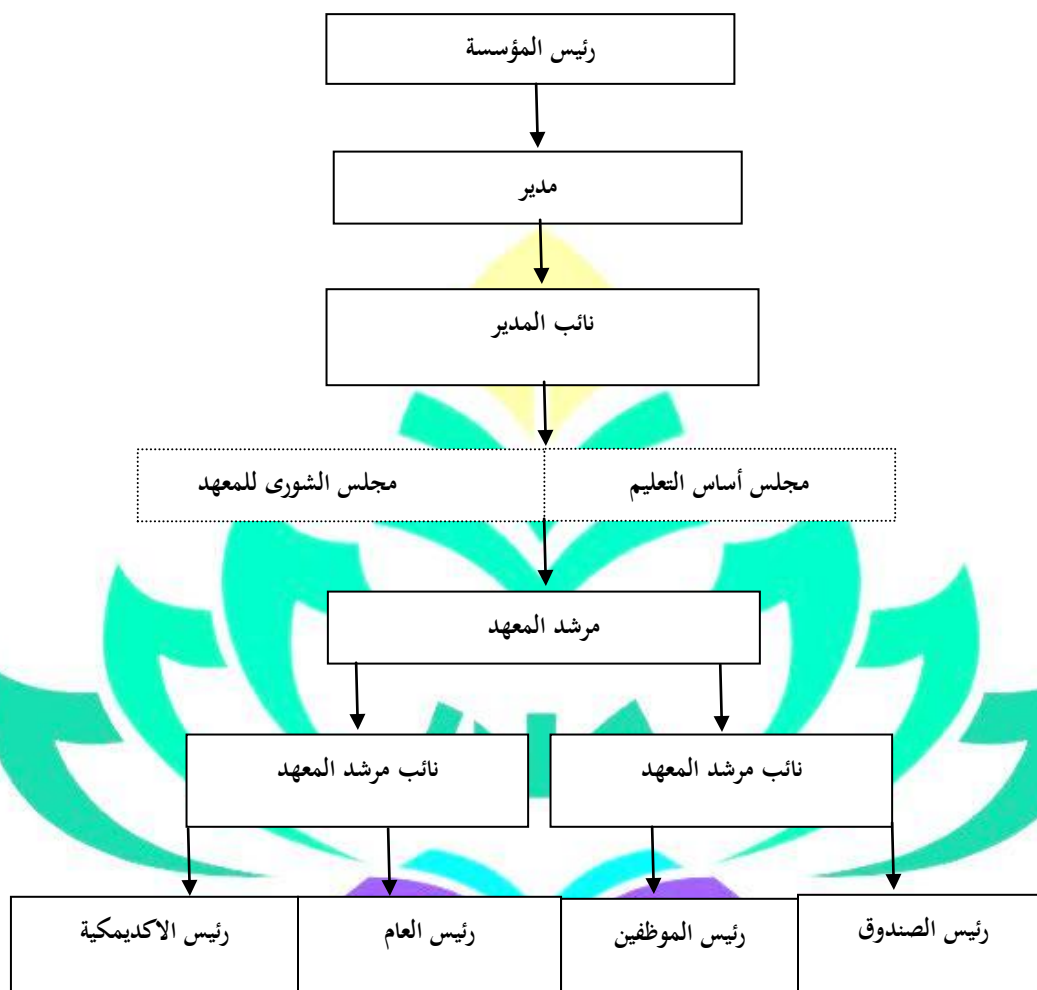 رئيس المؤسسة
مدير
نائب المدير
مجلس أساس التعليم
مجلس الشورى للمعهد
مرشد المعهد
نائب مرشد المعهد
نائب مرشد المعهد
رئيس الصندوق
رئيس الموظفين
رئيس العام
رئيس الاكديمكية